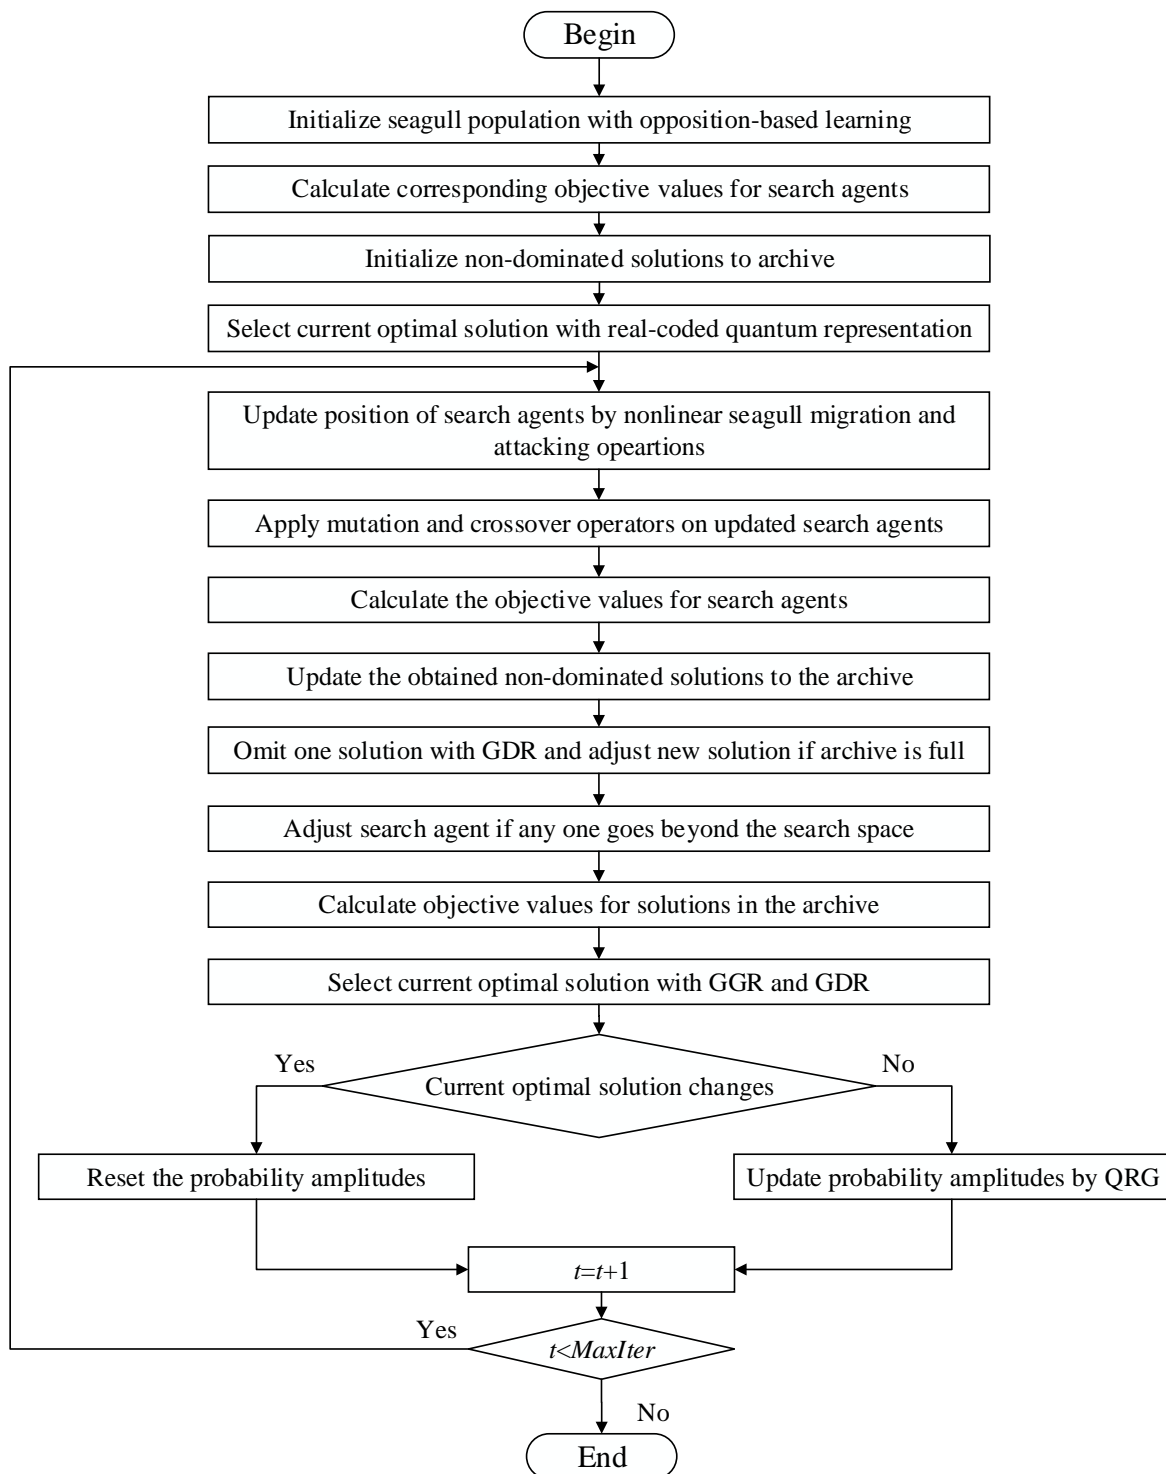 Begin
Initialize seagull population with opposition-based learning
Calculate corresponding objective values for search agents
Initialize non-dominated solutions to archive
Select current optimal solution with real-coded quantum representation
Update position of search agents by nonlinear seagull migration and
attacking opeartions
Apply mutation and crossover operators on updated search agents
Calculate the objective values for search agents
Update the obtained non-dominated solutions to the archive
Omit one solution with GDR and adjust new solution if archive is full
Adjust search agent if any one goes beyond the search space
Calculate objective values for solutions in the archive
Select current optimal solution with GGR and GDR
Yes
No
Current optimal solution changes
Reset the probability amplitudes
Update probability amplitudes by QRG
t=t+1
Yes
t<MaxIter
No
End